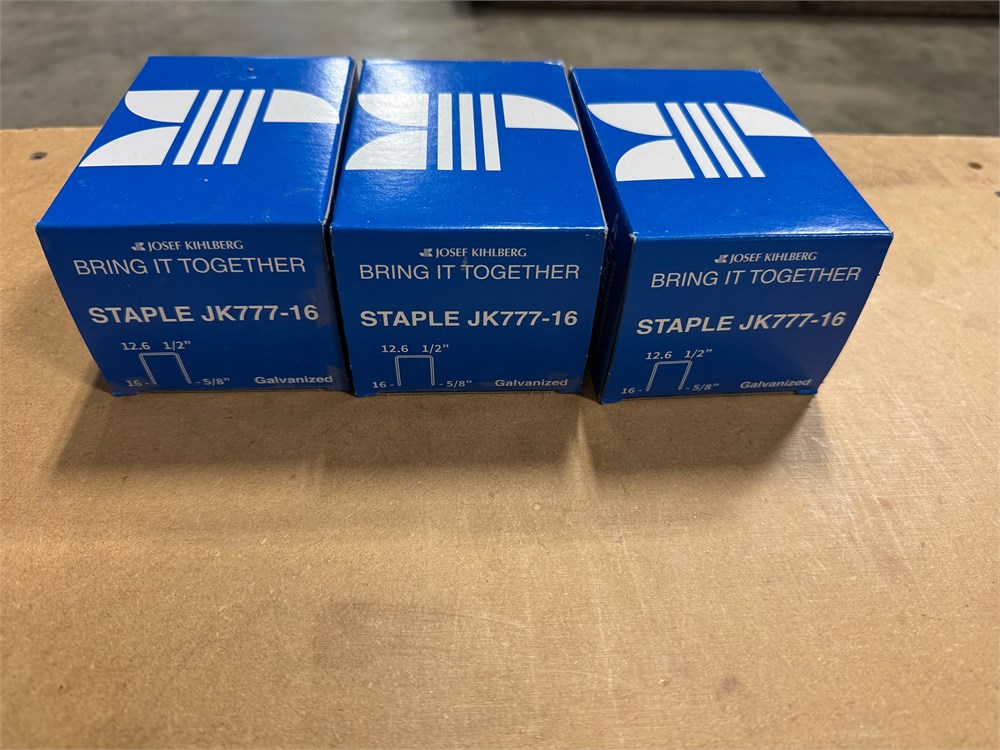 JOSEF KIHLBERG
BRING IT TOGETHER
STAPLE JK777-16
12.6 1/2”
16 - - 5/8” Galvanized
JOSEF KIHLBERG
BRING IT TOGETHER
STAPLE JK777-16
12.6 1/2”
16 - - 5/8” Galvanized
JOSEF KIHLBERG
BRING IT TOGETHER
STAPLE JK777-16
12.6 1/2”
16 - - 5/8” Galvanized